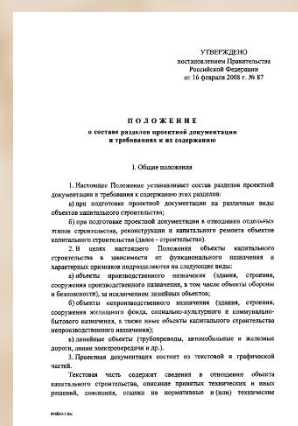 УТВЕРЖДЕНО
постановлением Правительства
Российской Федерации
от 16 февраля 2008 г. № 87
ПОЛОЖЕНИЕ
о составе разделов проектной документации
и требованиях к их содержанию
I. Общие положения
1. Настоящее Положение устанавливает состав разделов проектной
документации и требования к содержанию этих разделов:
а) при подготовке проектной документации на различные виды
объектов капитального строительства;
б) при подготовке проектной документации в отношении отдельных
этапов строительства, реконструкции и капитального ремонта объектов
капитального строительства (далее - строительство).
2. В целях настоящего Положения объекты капитального
строительства в зависимости от функционального назначения и
характерных признаков подразделяются на следующие виды:
а) объекты производственного назначения (здания, строения,
сооружения производственного назначения, в том числе объекты обороны
и безопасности), за исключением линейных объектов;
б) объекты непроизводственного назначения (здания, строения,
сооружения жилищного фонда, социально-культурного и коммунально-
бытового назначения, а также иные объекты капитального строительства
непроизводственного назначения);
в) линейные объекты (трубопроводы, автомобильные и железные
дороги, линии электропередачи и др.).
3. Проектная документация состоит из текстовой и графической
частей.
Текстовая часть содержит сведения в отношении объекта
капитального строительства, описание принятых технических и иных
решений, пояснения, ссылки на нормативные и (или) технические